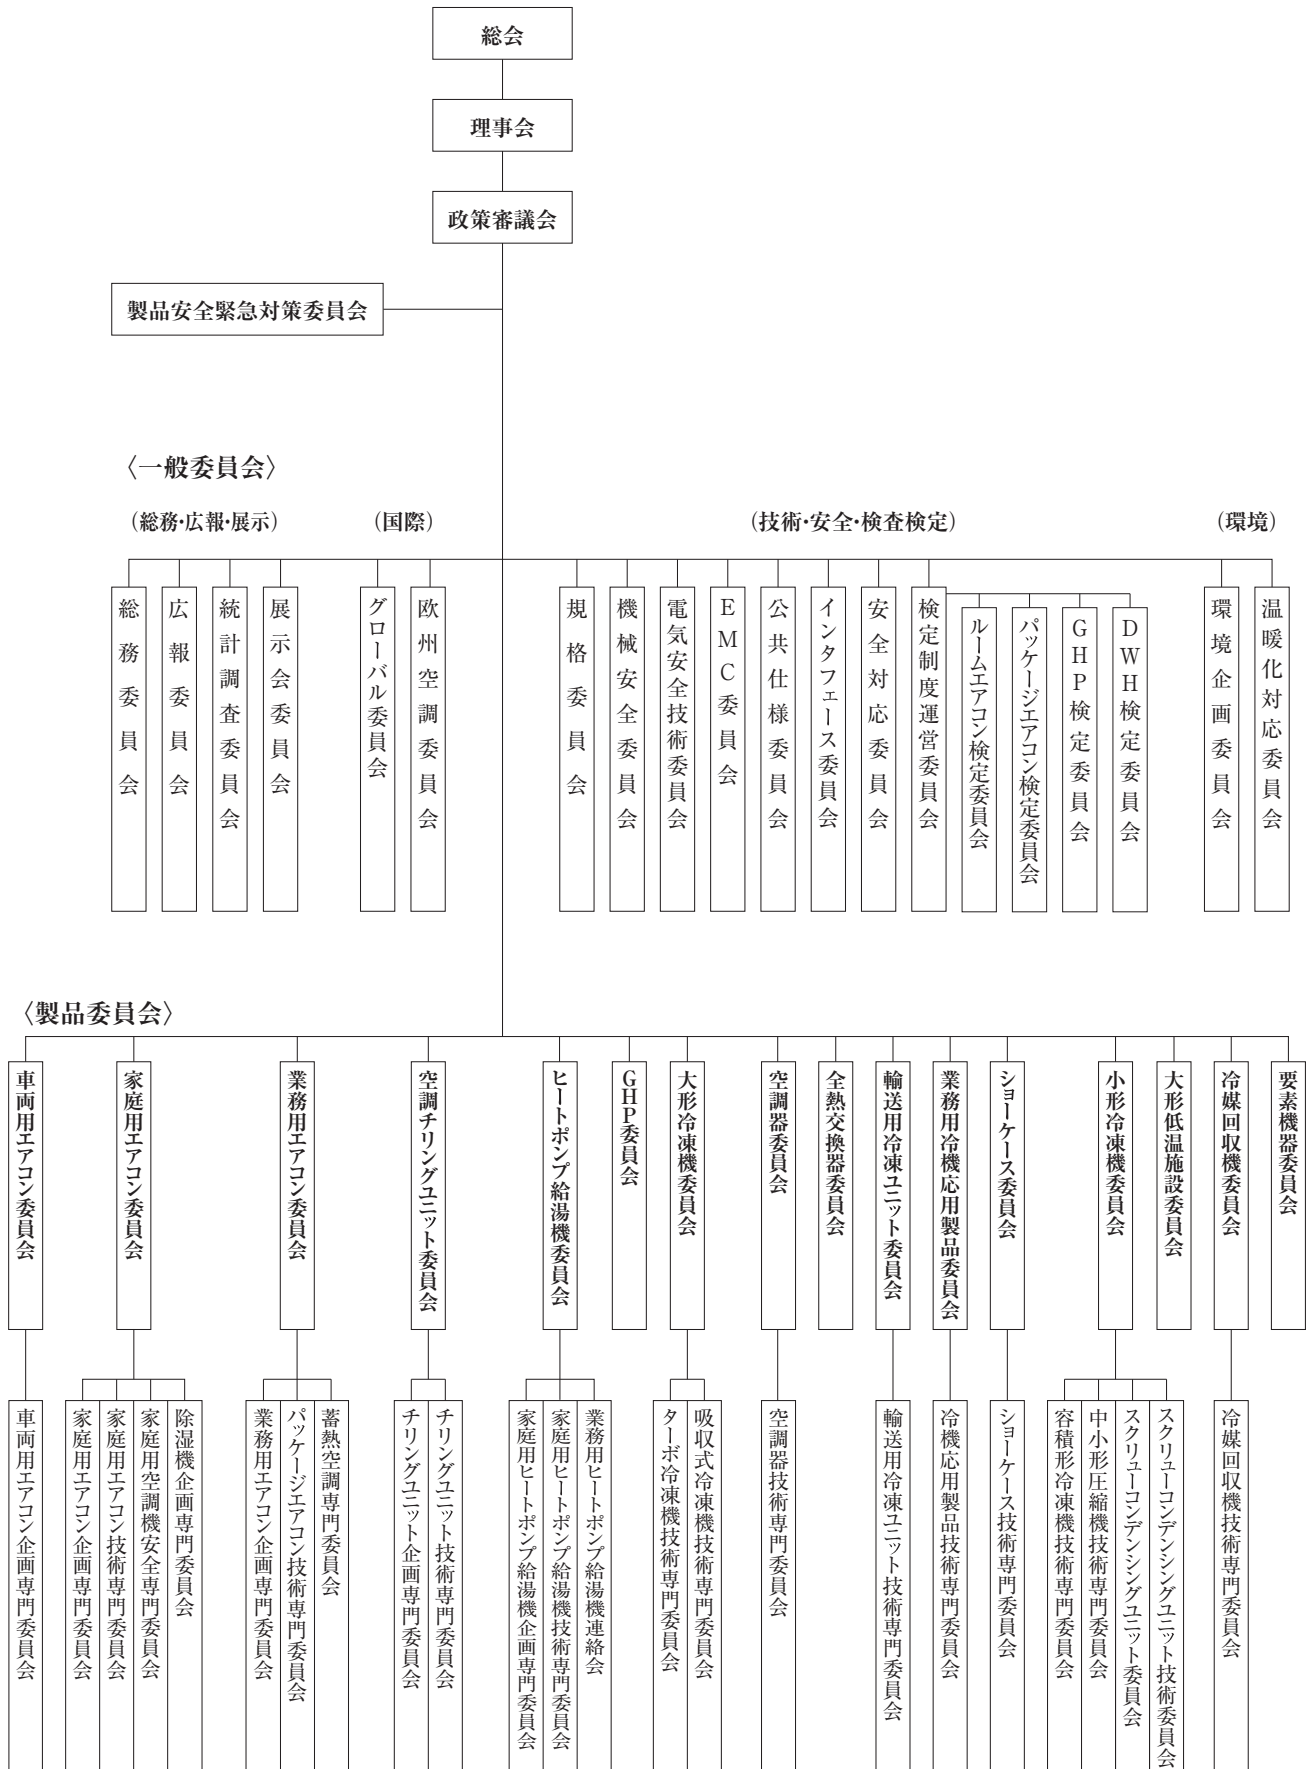 総会
理事会
政策審議会
製品安全緊急対策委員会
〈一般委員会〉
（総務・広報・展示）
（国際）
（技術・安全・検査検定）
（環境）
総務委員会
広報委員会
統計調査委員会
展示会委員会
グローバル委員会
欧州空調委員会
規格委員会
機械安全委員会
電気安全技術委員会
EMC委員会
公共仕様委員会
インタフェース委員会
安全対応委員会
検定制度運営委員会
ルームエアコン検定委員会
パッケージエアコン検定委員会
GHP検定委員会
DWH検定委員会
環境企画委員会
温暖化対応委員会
〈製品委員会〉
車両用エアコン委員会
家庭用エアコン委員会
業務用エアコン委員会
空調チリングユニット委員会
ヒートポンプ給湯機委員会
GHP委員会
大形冷凍機委員会
空調器委員会
全熱交換器委員会
輸送用冷凍ユニット委員会
業務用冷機応用製品委員会
ショーケース委員会
小形冷凍機委員会
大形低温施設委員会
冷媒回収機委員会
要素機器委員会
車両用エアコン企画専門委員会
家庭用エアコン企画専門委員会
家庭用エアコン技術専門委員会
家庭用空調機安全専門委員会
除湿機企画専門委員会
業務用エアコン企画専門委員会
パッケージエアコン技術専門委員会
蓄熱空調専門委員会
チリングユニット企画専門委員会
チリングユニット技術専門委員会
家庭用ヒートポンプ給湯機企画専門委員会
家庭用ヒートポンプ給湯機技術専門委員会
業務用ヒートポンプ給湯機連絡会
ターボ冷凍機技術専門委員会
吸収式冷凍機技術専門委員会
空調器技術専門委員会
輸送用冷凍ユニット技術専門委員会
冷機応用製品技術専門委員会
ショーケース技術専門委員会
容積形冷凍機技術専門委員会
中小形圧縮機技術専門委員会
スクリューコンデンシングユニット委員会
スクリューコンデンシングユニット技術委員会
冷媒回収機技術専門委員会